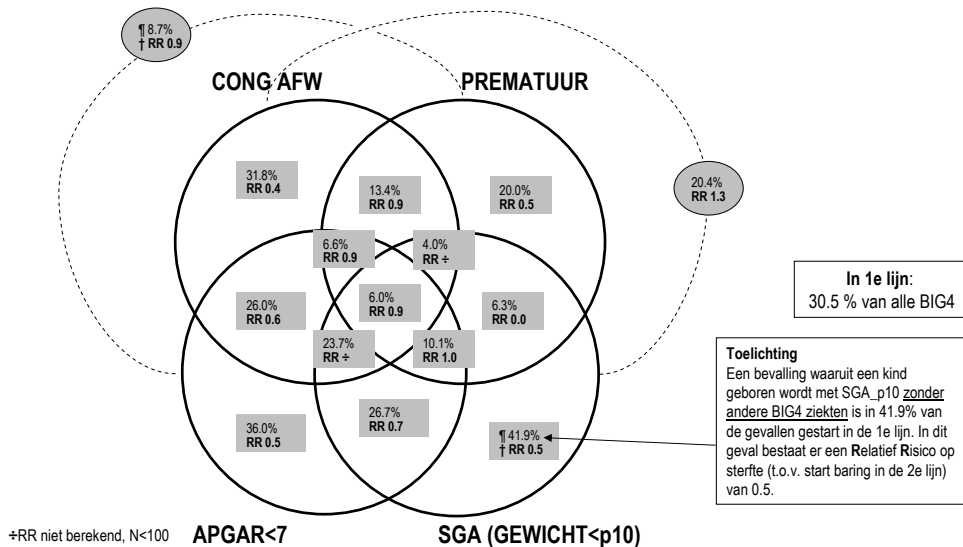 ¶ 8.7%
† RR 0.9
CONG AFW
PREMATUUR
31.8%
RR 0.4
13.4%
RR 0.9
20.0%
RR 0.5
20.4%
RR 1.3
6.6%
RR 0.9
4.0%
RR ÷
26.0%
RR 0.6
6.0%
RR 0.9
6.3%
RR 0.0
23.7%
RR ÷
10.1%
RR 1.0
36.0%
RR 0.5
26.7%
RR 0.7
¶ 41.9%
† RR 0.5
In 1e lijn:
30.5 % van alle BIG4
Toelichting
Een bevalling waaruit een kind
geboren wordt met SGA_p10 zonder
andere BIG4 ziekten is in 41.9% van
de gevallen gestart in de 1e lijn. In dit
geval bestaat er een Relatief Risico op
sterfte (t.o.v. start baring in de 2e lijn)
van 0.5.
÷RR niet berekend, N<100
APGAR<7
SGA (GEWICHT<p10)